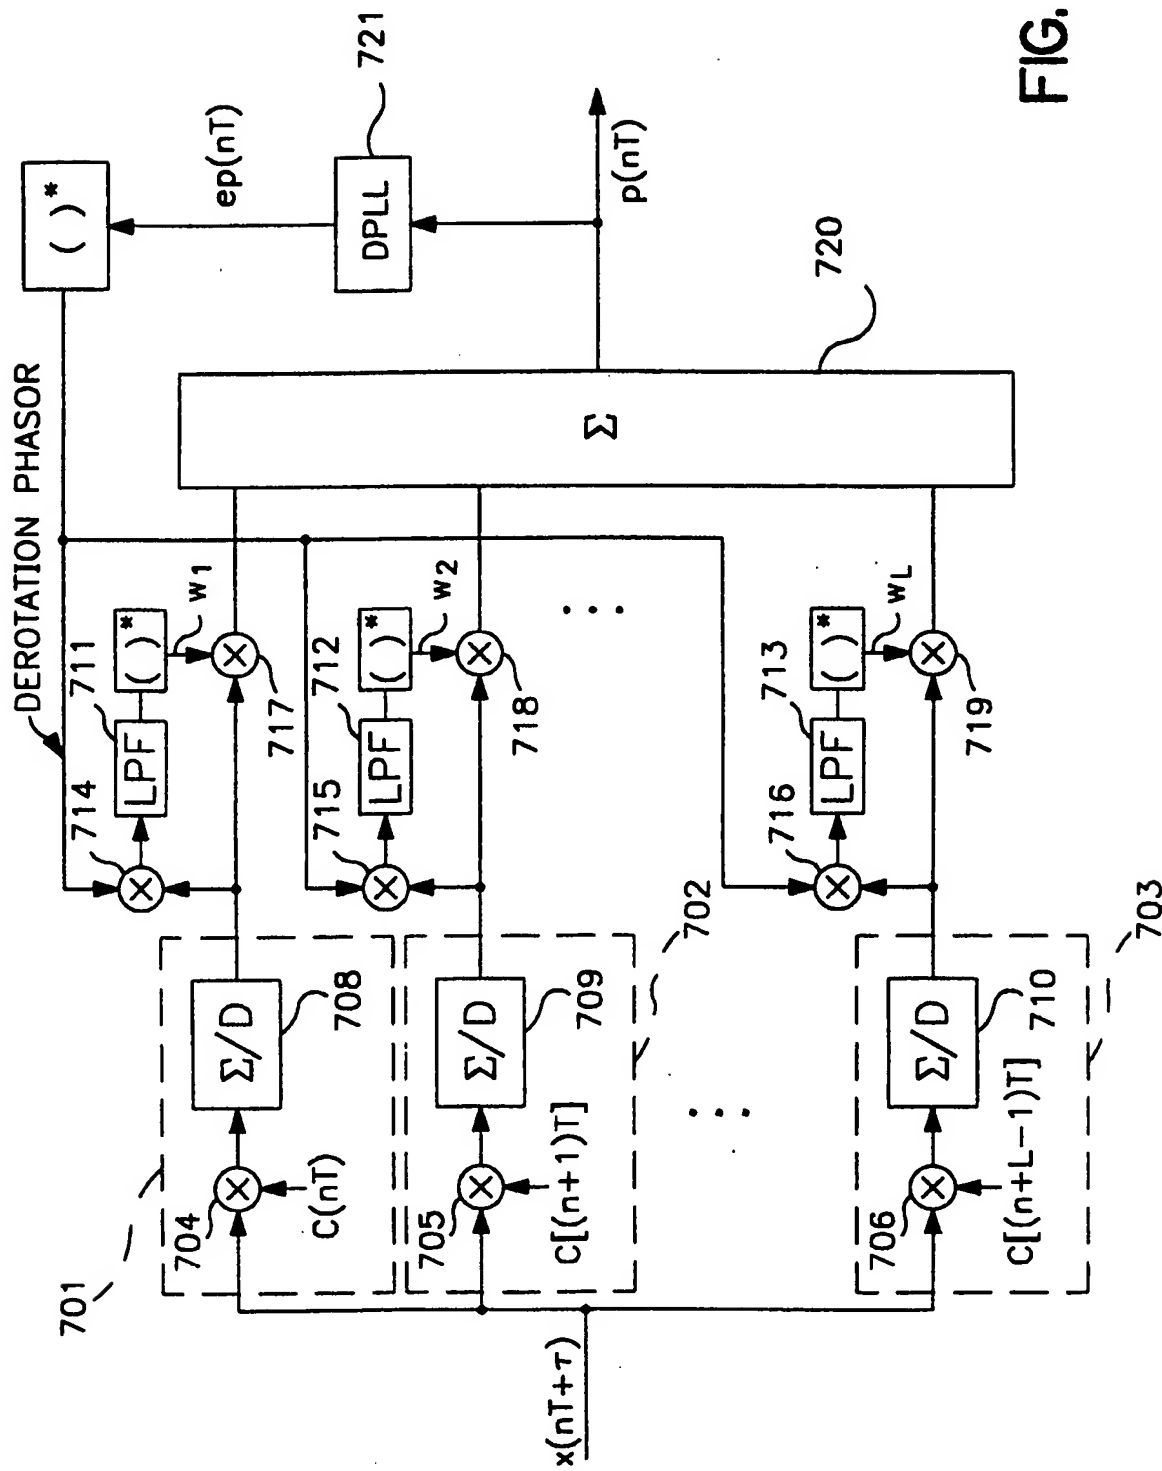 DEROTATION PHASOR
( )*
ep(nT)
DPLL
721
p(nT)
720
Σ
714
711
LPF
( )*
w1
717
715
712
LPF
( )*
w2
718
. . .
716
713
LPF
( )*
wL
719
701
704
C(nT)
Σ/D
708
705
C[(n+1)T]
Σ/D
709
702
. . .
706
C[(n+L−1)T]
Σ/D
710
703
x(nT+τ)
FIG.